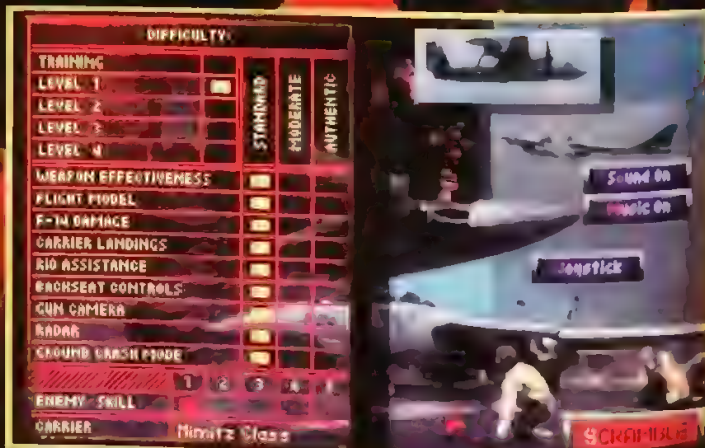 DIFFICULTY
TRAINING
LEVEL 1
LEVEL 2
LEVEL 3
LEVEL 4
STANDARD
MODERATE
AUTHENTIC
WEAPON EFFECTIVENESS
FLIGHT MODEL
F-14 DAMAGE
CARRIER LANDINGS
RIO ASSISTANCE
BACKSEAT CONTROLS
GUN CAMERA
RADAR
GROUND CRASH MODE
1 2 3 4
ENEMY SKILL
CARRIER Nimitz Class
Sound On
Music On
Joystick
SCRAMBLE